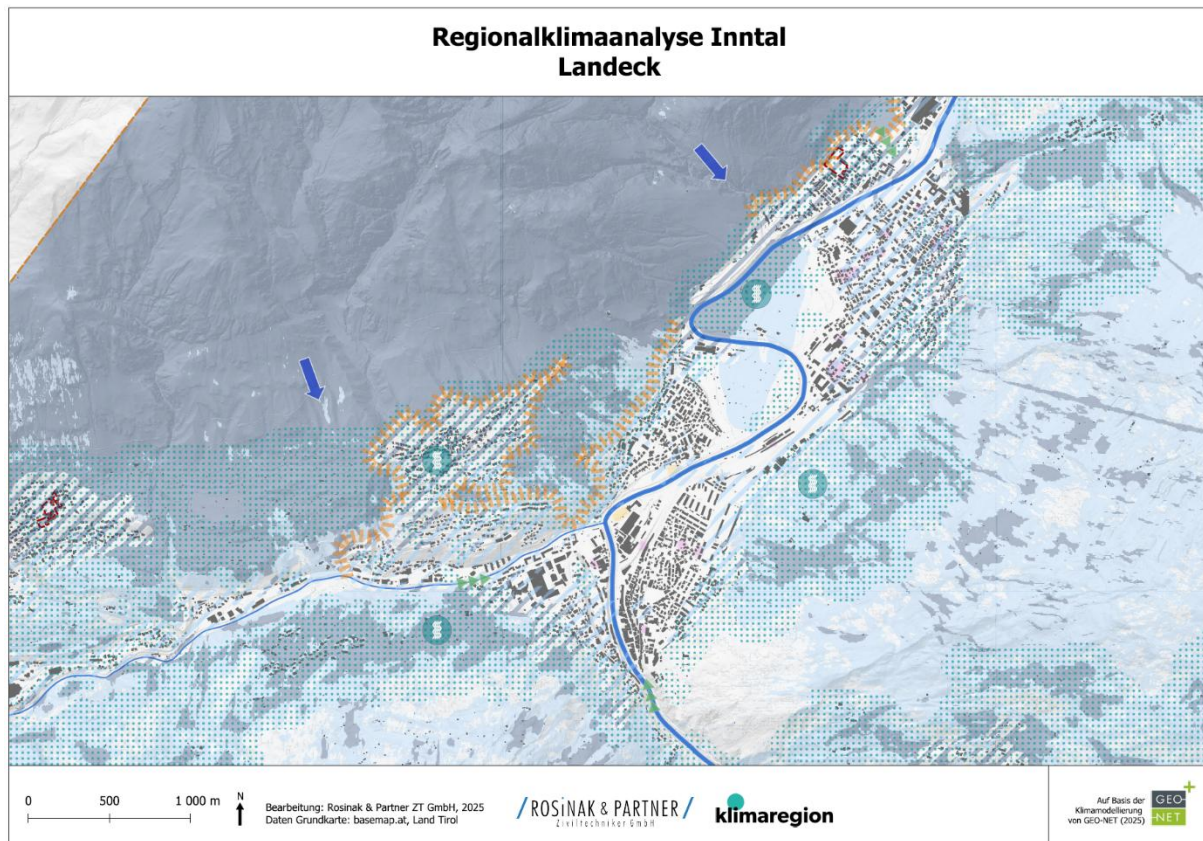 Regionalklimaanalyse Inntal
Landeck
0 500 1 000 m
N
Bearbeitung: Rosinak & Partner ZT GmbH, 2025
Daten Grundkarte: basemap.at, Land Tirol
/ ROSiNAK & PARTNER /
Ziviltechniker GmbH
klimaregion
Auf Basis der
Klimamodellierung
von GEO-NET (2025)
GEO-
NET